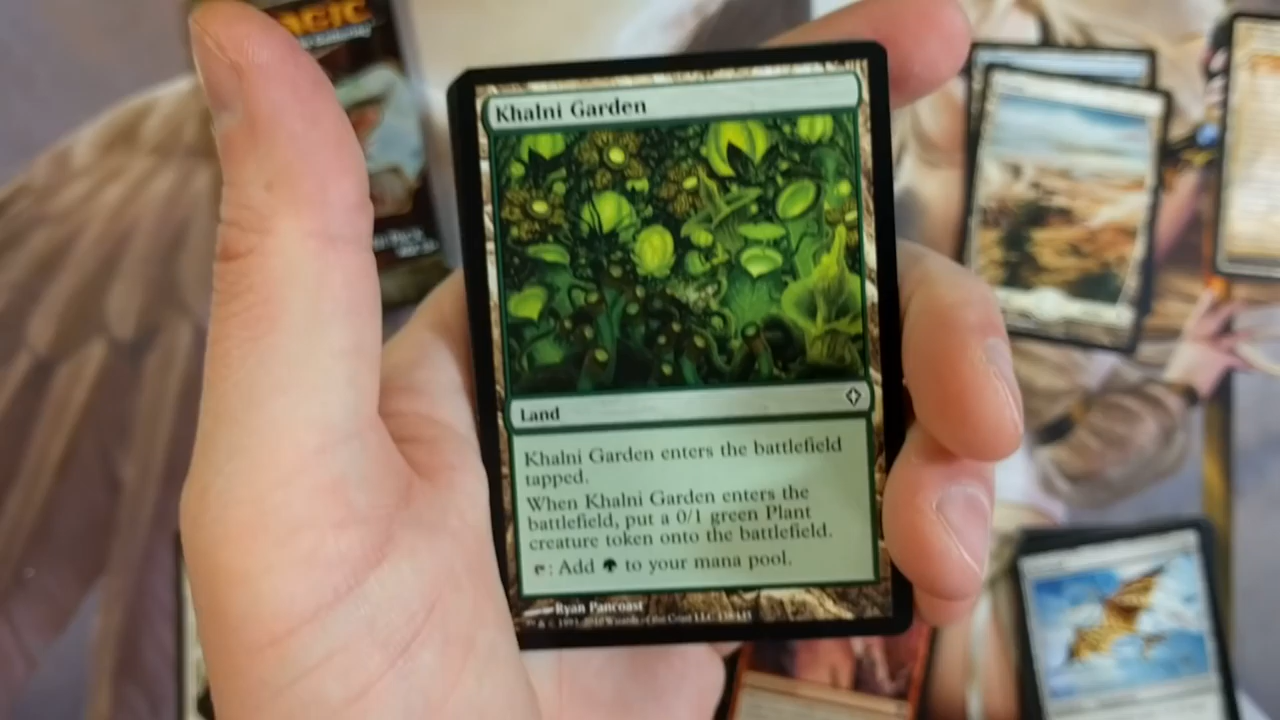 Khalni Garden
Land
Khalni Garden enters the battlefield
tapped.
When Khalni Garden enters the
battlefield, put a 0/1 green Plant
creature token onto the battlefield.
: Add to your mana pool.
Ryan Pancoast